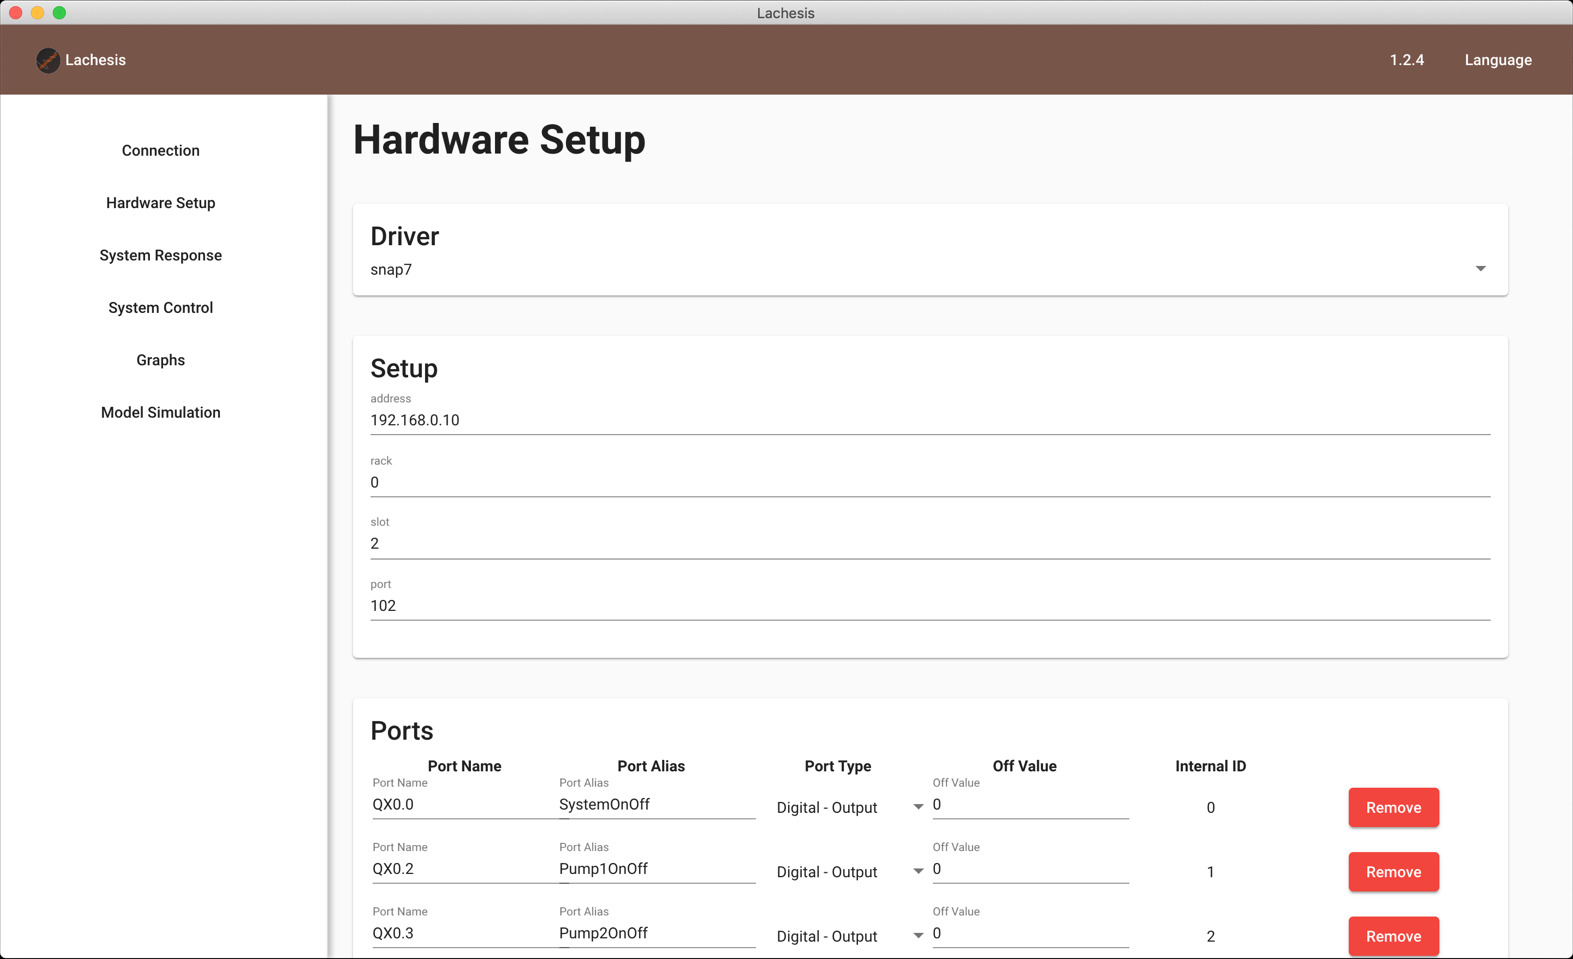 Lachesis
Lachesis 1.2.4 Language
Connection
Hardware Setup
System Response
System Control
Graphs
Model Simulation
Hardware Setup
Driver
snap7
Setup
address
192.168.0.10
rack
0
slot
2
port
102
Ports
Port Name Port Alias Port Type Off Value Internal ID
Port Name Port Alias Off Value
QX0.0 SystemOnOff Digital - Output 0 0 Remove
Port Name Port Alias Off Value
QX0.2 Pump1OnOff Digital - Output 0 1 Remove
Port Name Port Alias Off Value
QX0.3 Pump2OnOff Digital - Output 0 2 Remove